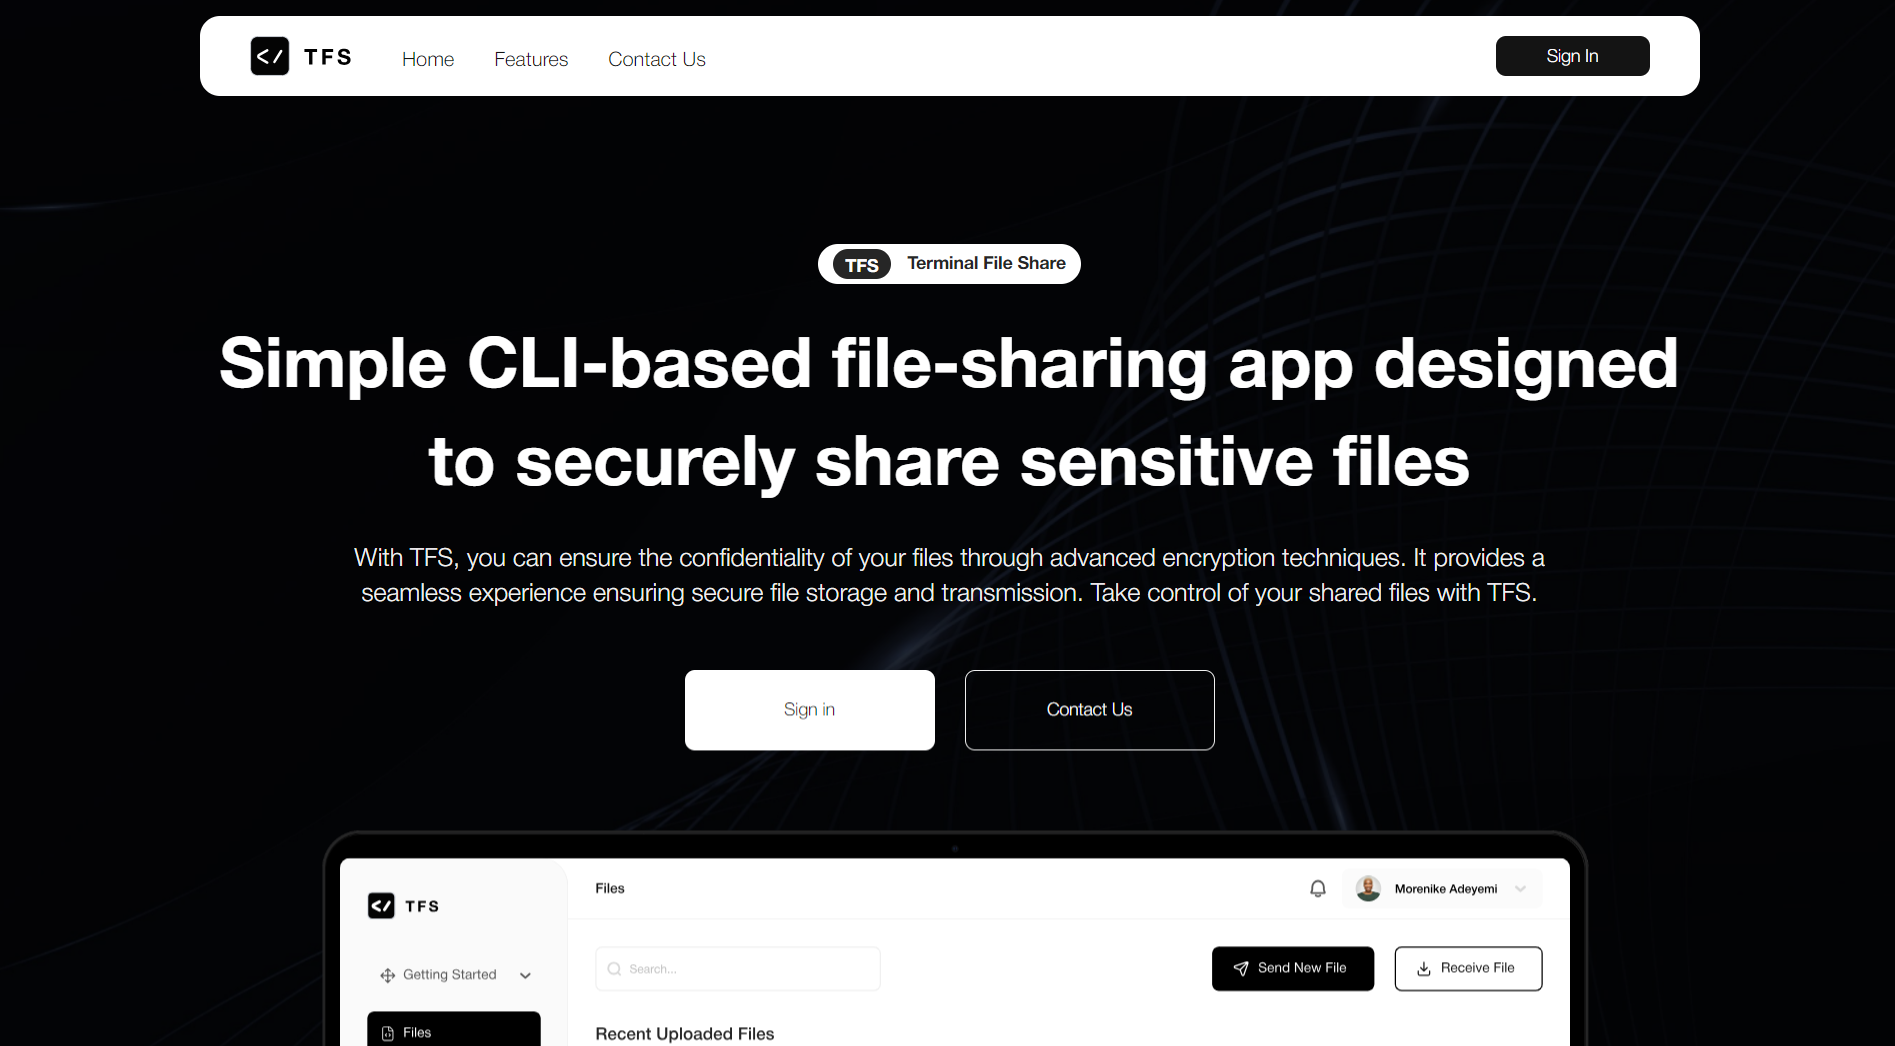 </> TFS Home Features Contact Us Sign In
TFS Terminal File Share
Simple CLI-based file-sharing app designed
to securely share sensitive files
With TFS, you can ensure the confidentiality of your files through advanced encryption techniques. It provides a
seamless experience ensuring secure file storage and transmission. Take control of your shared files with TFS.
Sign in Contact Us
Files Morenike Adeyemi
</> TFS
Search... Send New File Receive File
Getting Started
Files
Recent Uploaded Files